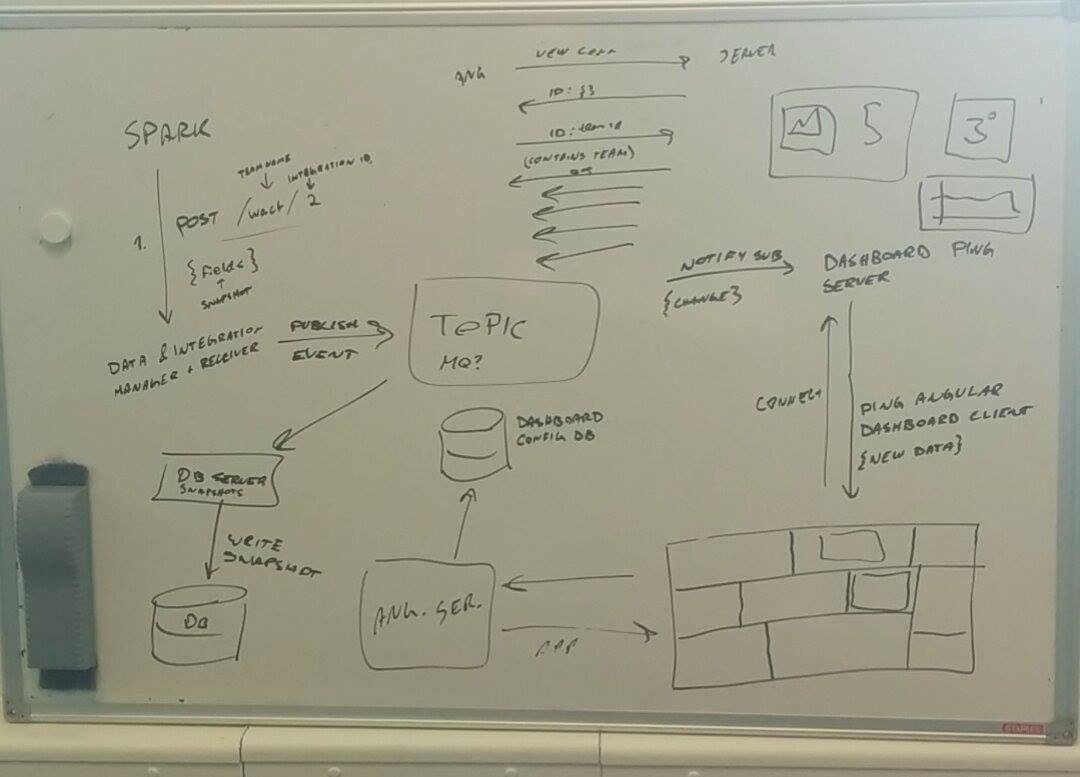 NEW CONN
ANG
SERVER
ID: {}
ID: team id
(CONTAINS TEAM)
SPARK
TEAM NAME
INTEGRATION ID.
1.
POST /wact/2
{fields}
SNAPSHOT
5
3°
NOTIFY SUB
{CHANGE}
DASHBOARD PING
SERVER
DATA & INTEGRATION
MANAGER + RECEIVER
PUBLISH
EVENT
TOPIC
MQ?
DASHBOARD
CONFIG DB
CONNECT
PING ANGULAR
DASHBOARD CLIENT
{NEW DATA}
DB SERVER
SNAPSHOTS
WRITE
SNAPSHOT
DB
ANG. SER.
APP
STAPLES